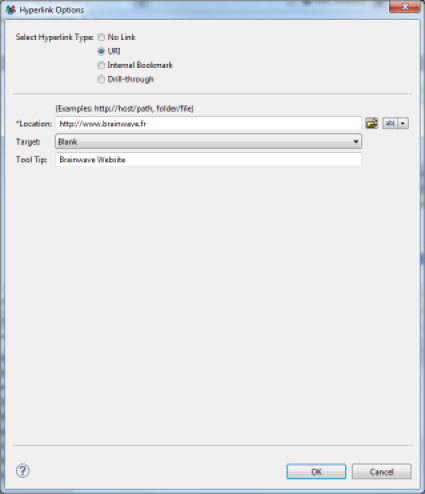 Hyperlink Options
Select Hyperlink Type: No Link
URI
Internal Bookmark
Drill-through
(Examples: http://host/path, folder/file)
*Location: http://www.brainwave.fr
Target: Blank
Tool Tip: Brainwave Website
? OK Cancel